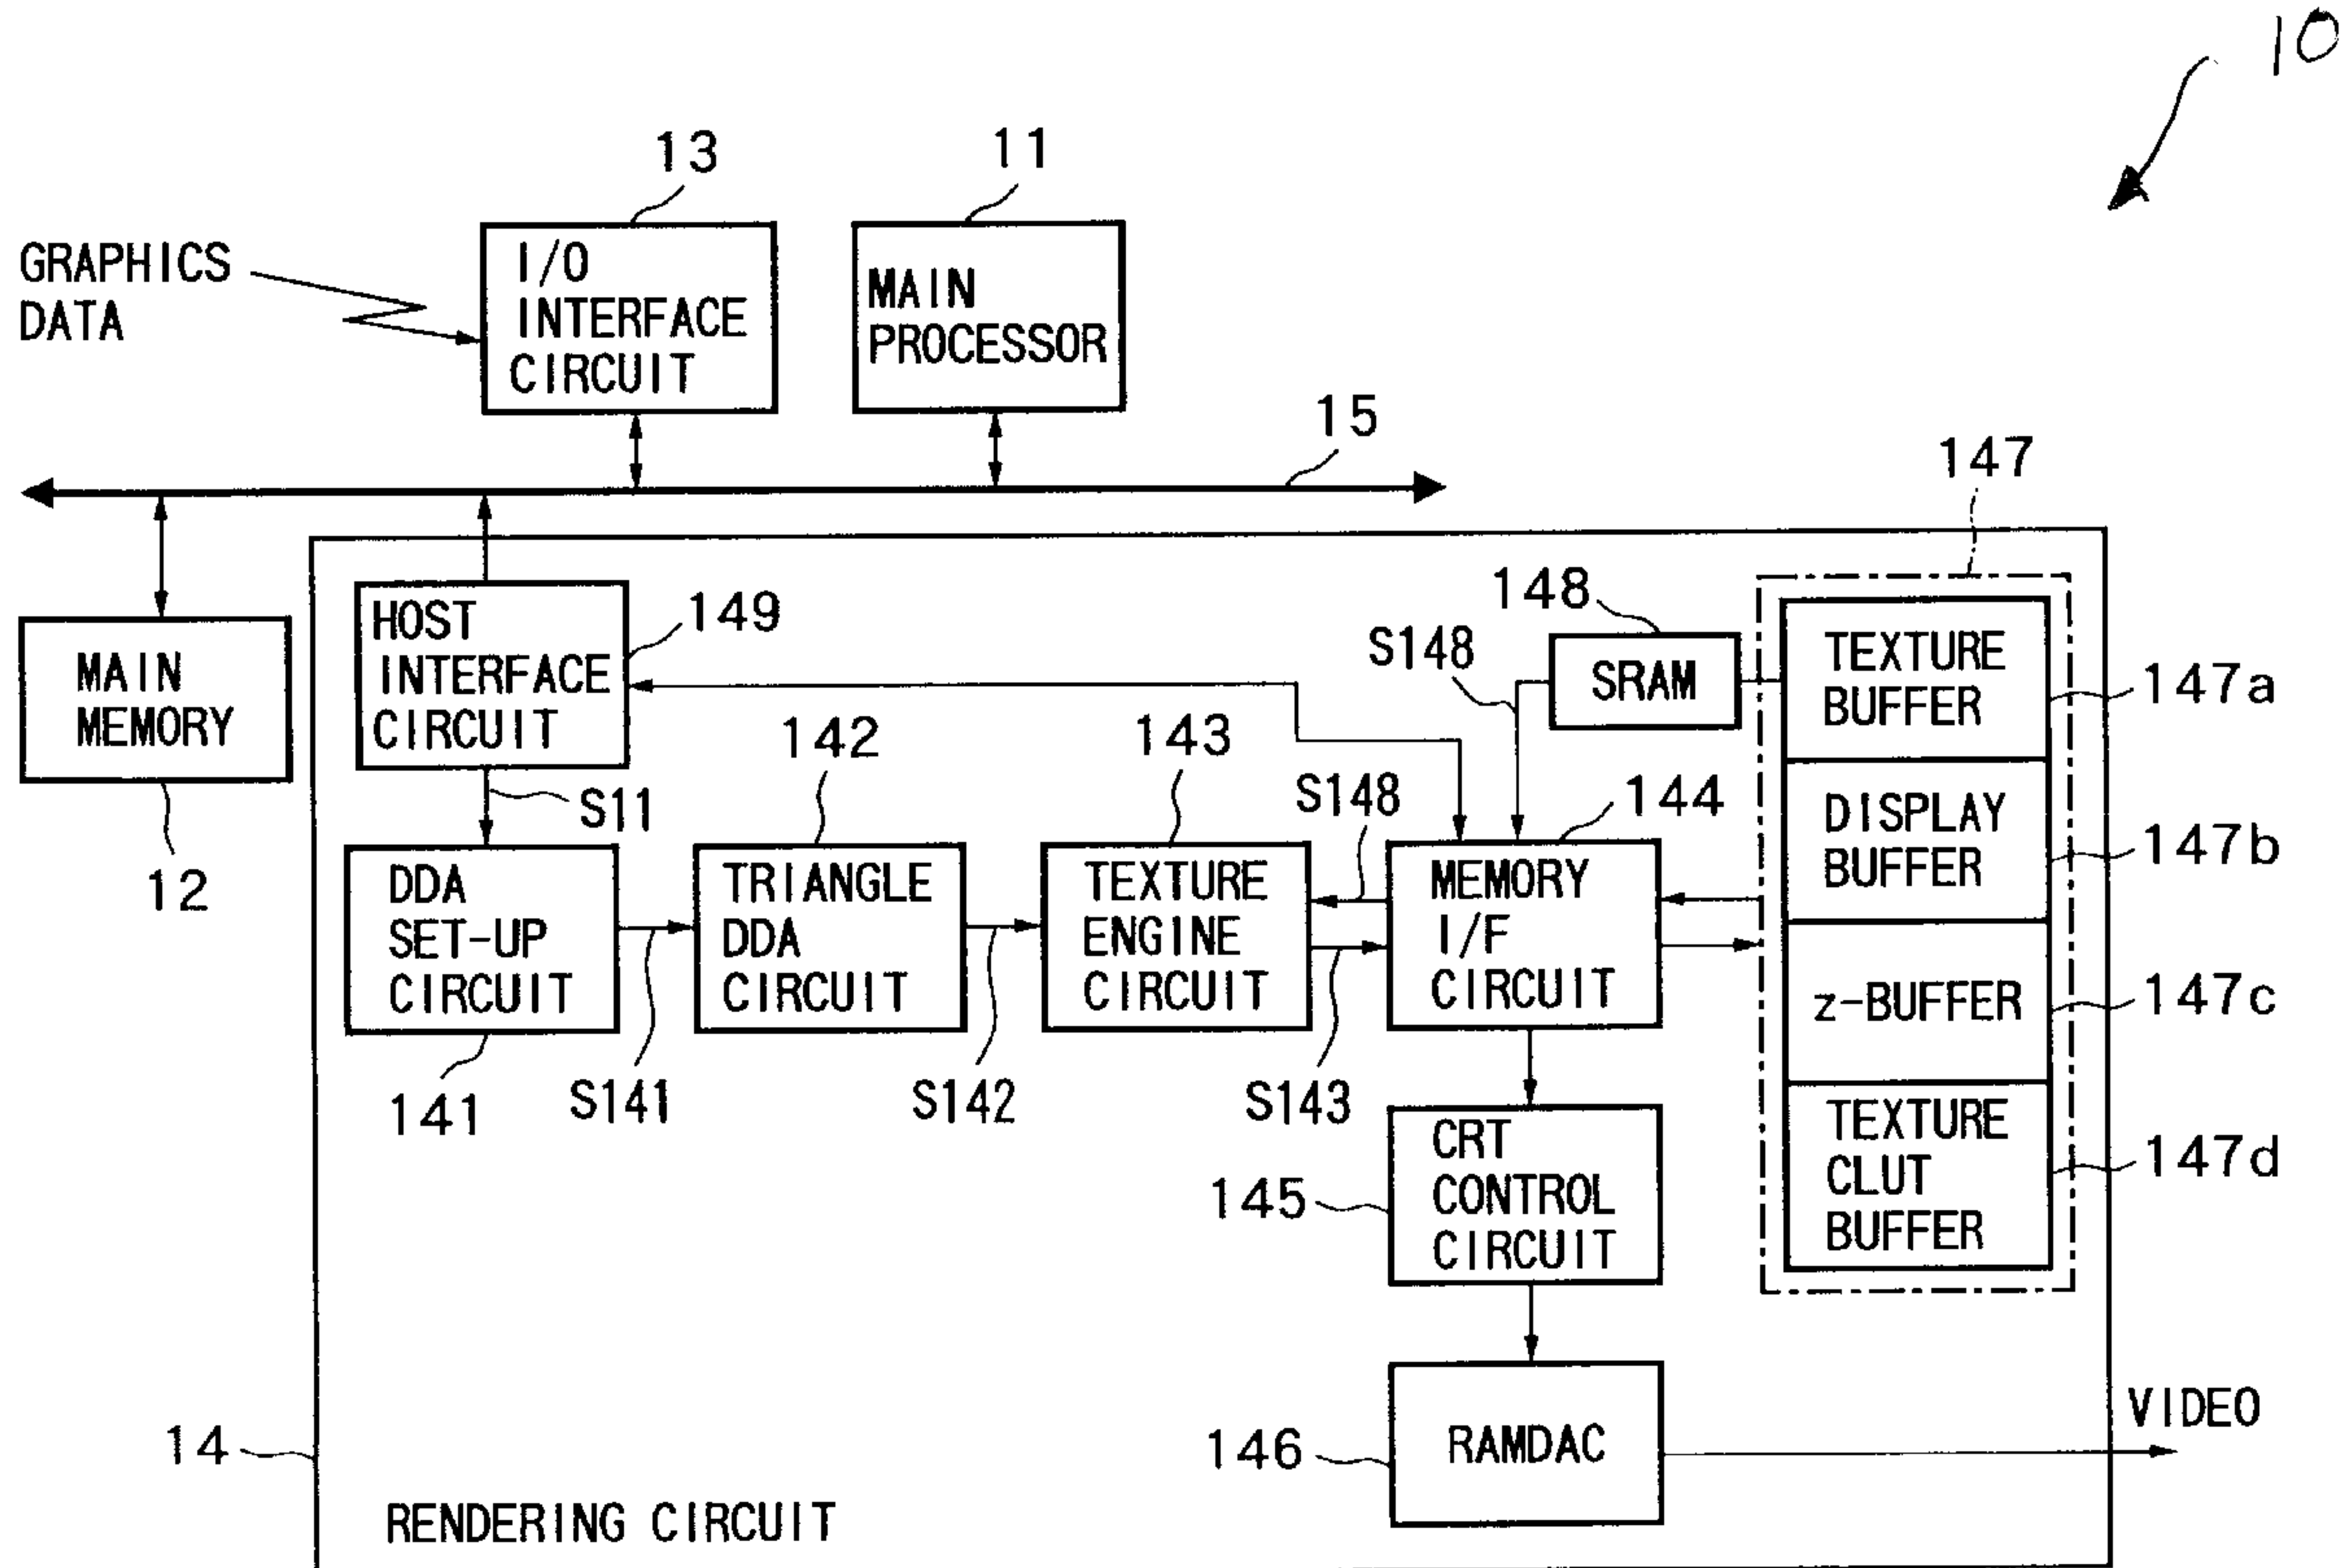 10
13
11
GRAPHICS
DATA
I/O
INTERFACE
CIRCUIT
MAIN
PROCESSOR
15
147
HOST
INTERFACE
CIRCUIT
149
148
S148
SRAM
TEXTURE
BUFFER
147a
MAIN
MEMORY
12
S11
142
143
S148
144
DISPLAY
BUFFER
147b
DDA
SET-UP
CIRCUIT
TRIANGLE
DDA
CIRCUIT
TEXTURE
ENGINE
CIRCUIT
MEMORY
I/F
CIRCUIT
z-BUFFER
147c
141
S141
S142
S143
CRT
CONTROL
CIRCUIT
145
TEXTURE
CLUT
BUFFER
147d
14
146
RAMDAC
VIDEO
RENDERING CIRCUIT